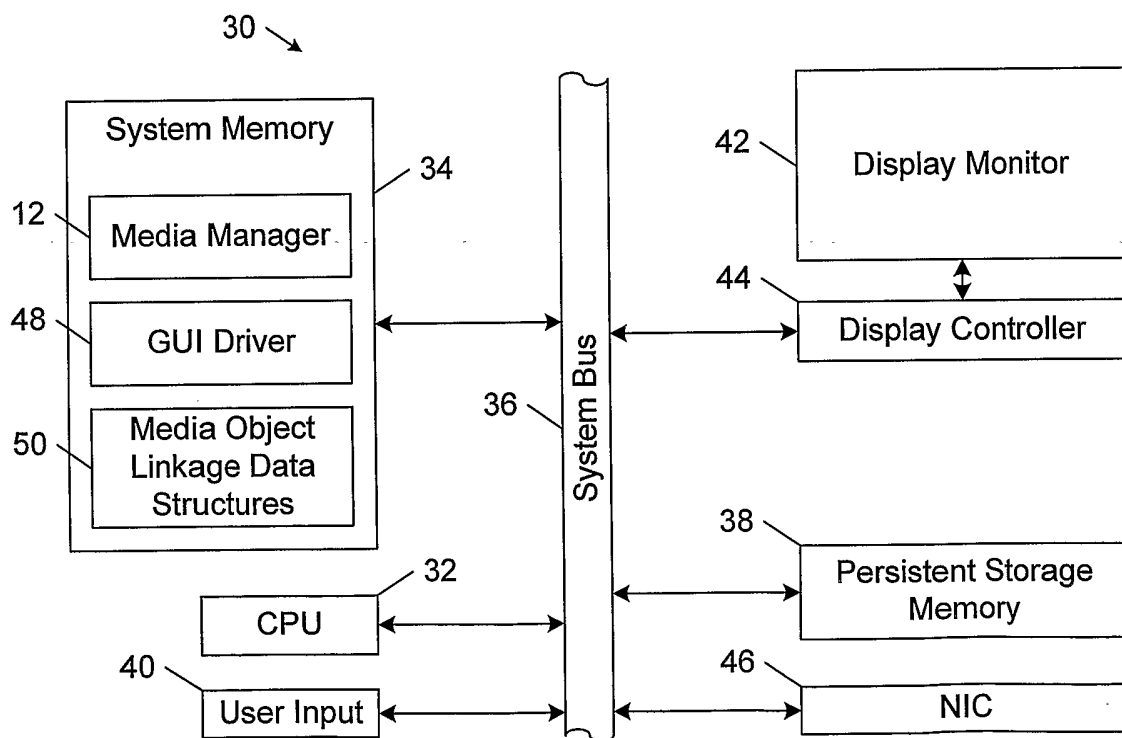 30
System Memory
34
12
Media Manager
48
GUI Driver
50
Media Object
Linkage Data
Structures
32
CPU
40
User Input
36
System Bus
42
Display Monitor
44
Display Controller
38
Persistent Storage
Memory
46
NIC